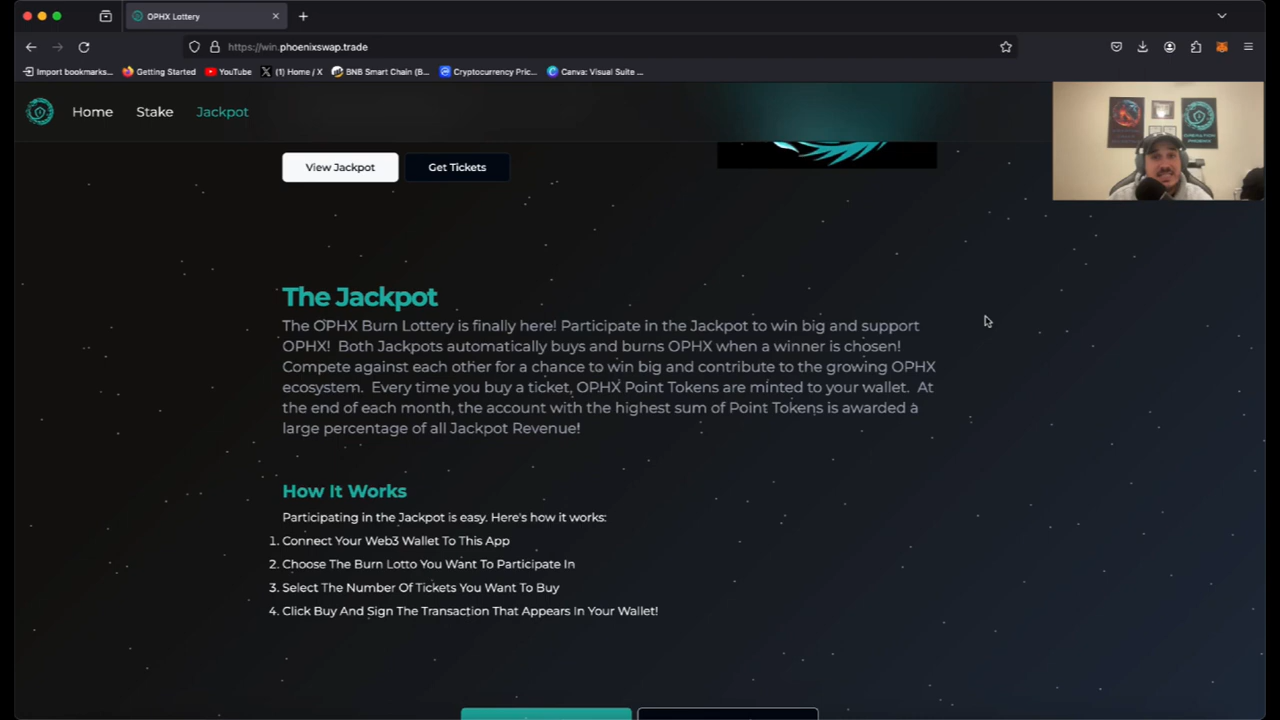 OPHX Lottery
https://win.phoenixswap.trade
Import bookmarks...
Getting Started
YouTube
(1) Home / X
BNB Smart Chain (B...
Cryptocurrency Pric...
Canva: Visual Suite ...
Home
Stake
Jackpot
View Jackpot
Get Tickets
The Jackpot
The OPHX Burn Lottery is finally here! Participate in the Jackpot to win big and support
OPHX! Both Jackpots automatically buys and burns OPHX when a winner is chosen!
Compete against each other for a chance to win big and contribute to the growing OPHX
ecosystem. Every time you buy a ticket, OPHX Point Tokens are minted to your wallet. At
the end of each month, the account with the highest sum of Point Tokens is awarded a
large percentage of all Jackpot Revenue!
How It Works
Participating in the Jackpot is easy. Here's how it works:
1. Connect Your Web3 Wallet To This App
2. Choose The Burn Lotto You Want To Participate In
3. Select The Number Of Tickets You Want To Buy
4. Click Buy And Sign The Transaction That Appears In Your Wallet!